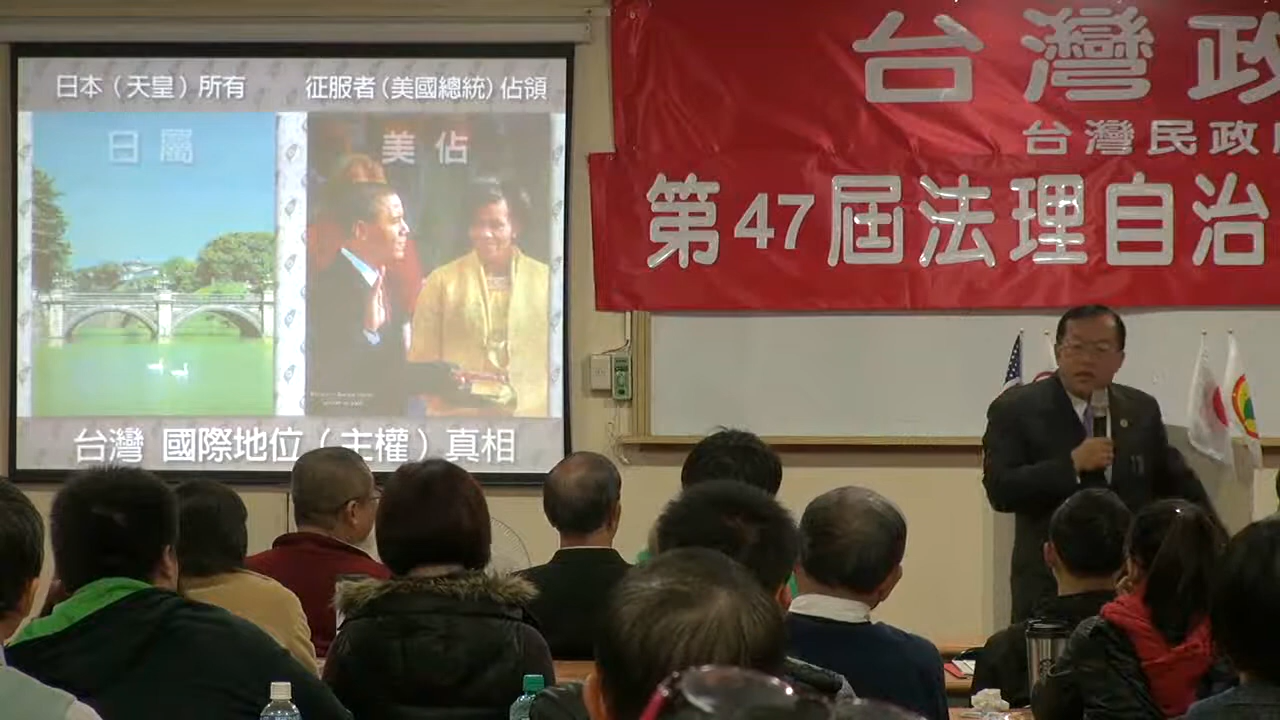 日本（天皇）所有
征服者（美國總統）佔領
日屬
美佔
台灣 國際地位（主權）真相
台灣政
台灣民政府
第47屆法理自治